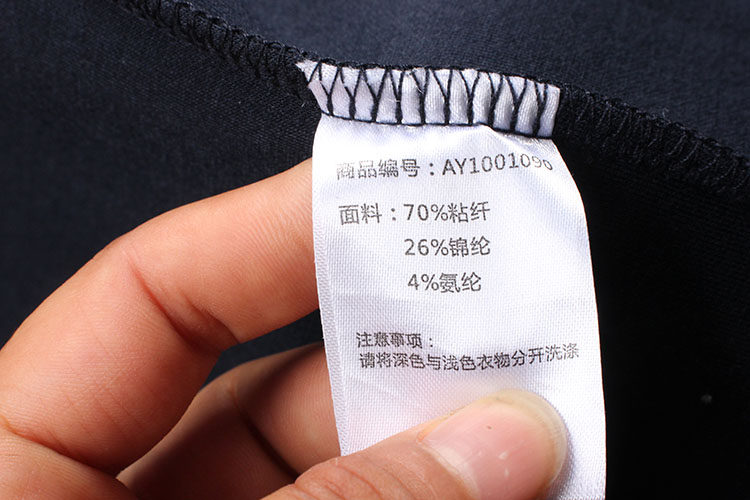 商品编号：AY1001096
面料：70%粘纤
26%锦纶
4%氨纶
注意事项：
请将深色与浅色衣物分开洗涤